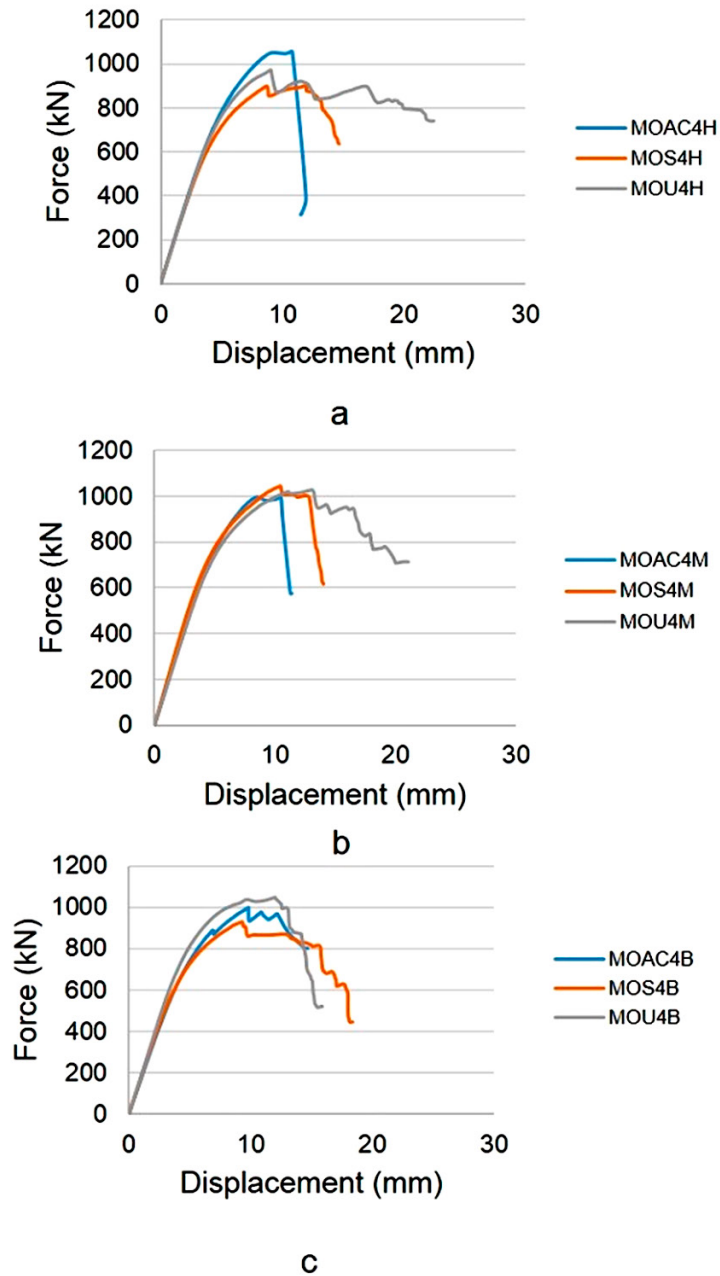 1200
1000
800
600
400
200
0
Force (kN)
0 10 20 30
Displacement (mm)
MOAC4H
MOS4H
MOU4H
a
1200
1000
800
600
400
200
0
Force (kN
0 10 20 30
Displacement (mm)
MOAC4M
MOS4M
MOU4M
b
1200
1000
800
600
400
200
0
Force (kN)
0 10 20 30
Displacement (mm)
MOAC4B
MOS4B
MOU4B
c